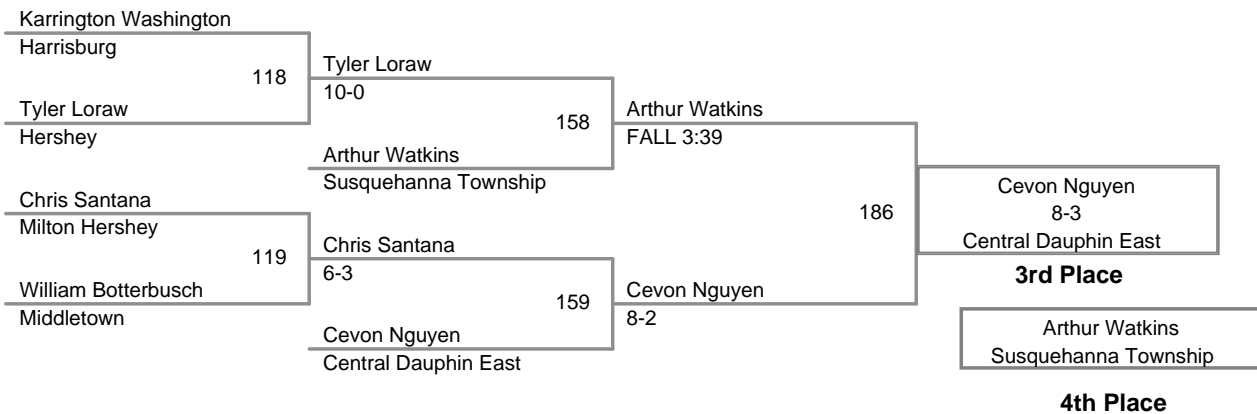 Karrington Washington
Harrisburg
118
Tyler Loraw
Hershey
Tyler Loraw
10-0
158
Arthur Watkins
Susquehanna Township
Arthur Watkins
FALL 3:39
Chris Santana
Milton Hershey
119
William Botterbusch
Middletown
Chris Santana
6-3
159
Cevon Nguyen
Central Dauphin East
Cevon Nguyen
8-2
186
Cevon Nguyen
8-3
Central Dauphin East
3rd Place
Arthur Watkins
Susquehanna Township
4th Place